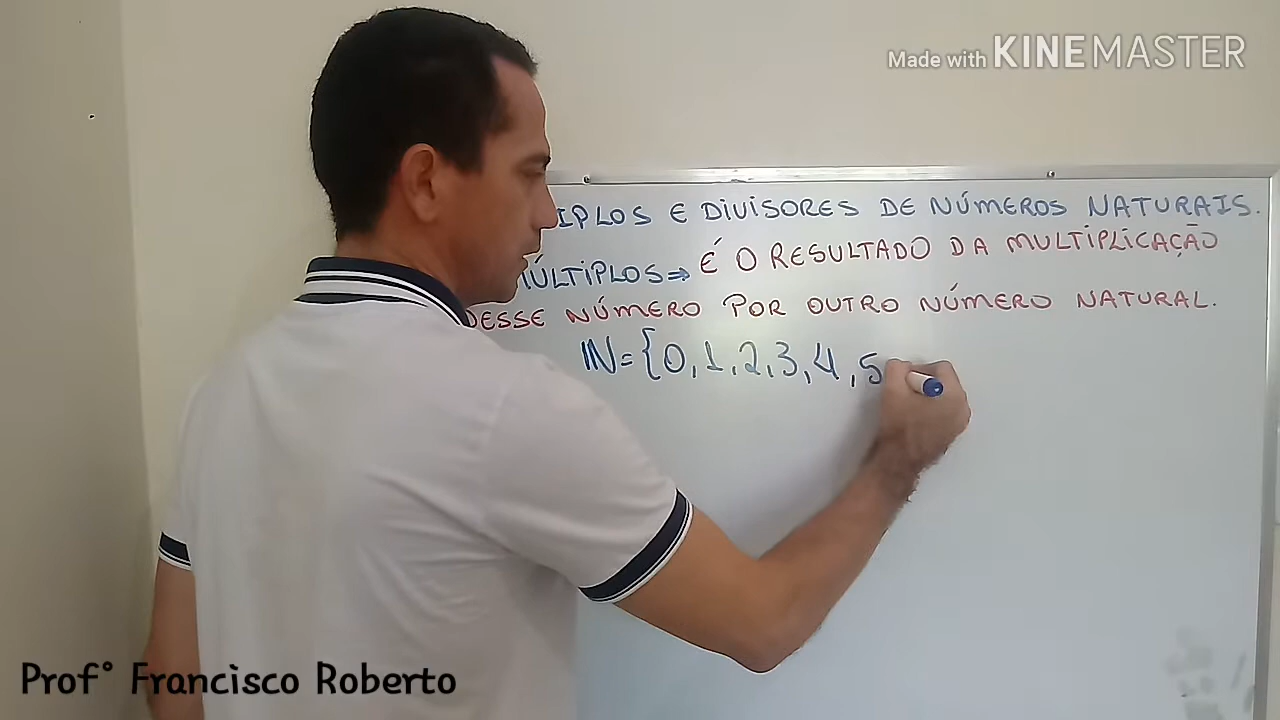 Made with KINEMASTER
IPLOS E DIVISORES DE NÚMEROS NATURAIS.
MÚLTIPLOS ⇒ É O RESULTADO DA MULTIPLICAÇÃO
DESSE NÚMERO POR OUTRO NÚMERO NATURAL.
IN={0,1,2,3,4,5
Prof° Francisco Roberto